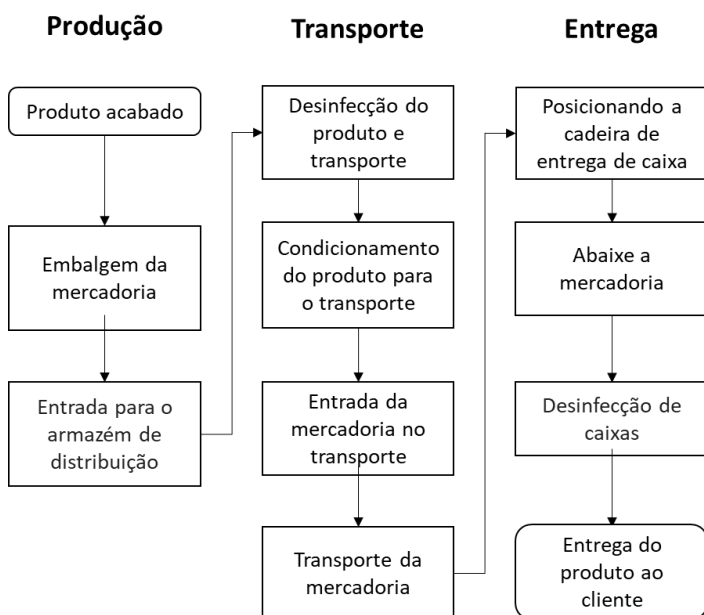 Produção
Produto acabado
Embalgem da
mercadoria
Entrada para o
armazém de
distribuição
Transporte
Desinfecção do
produto e
transporte
Condicionamento
do produto para
o transporte
Entrada da
mercadoria no
transporte
Transporte da
mercadoria
Entrega
Posicionando a
cadeira de
entrega de caixa
Abaixe a
mercadoria
Desinfecção de
caixas
Entrega do
produto ao
cliente